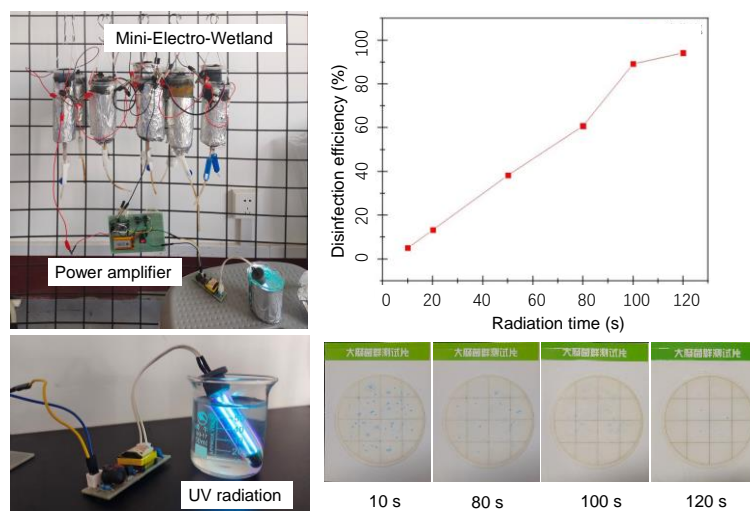 Mini-Electro-Wetland
Power amplifier
UV radiation
Disinfection efficiency (%)
100
80
60
40
20
0
0 20 40 60 80 100 120
Radiation time (s)
大肠菌群测试片
大肠菌群测试片
大肠菌群测试片
大肠菌群测试片
10 s
80 s
100 s
120 s